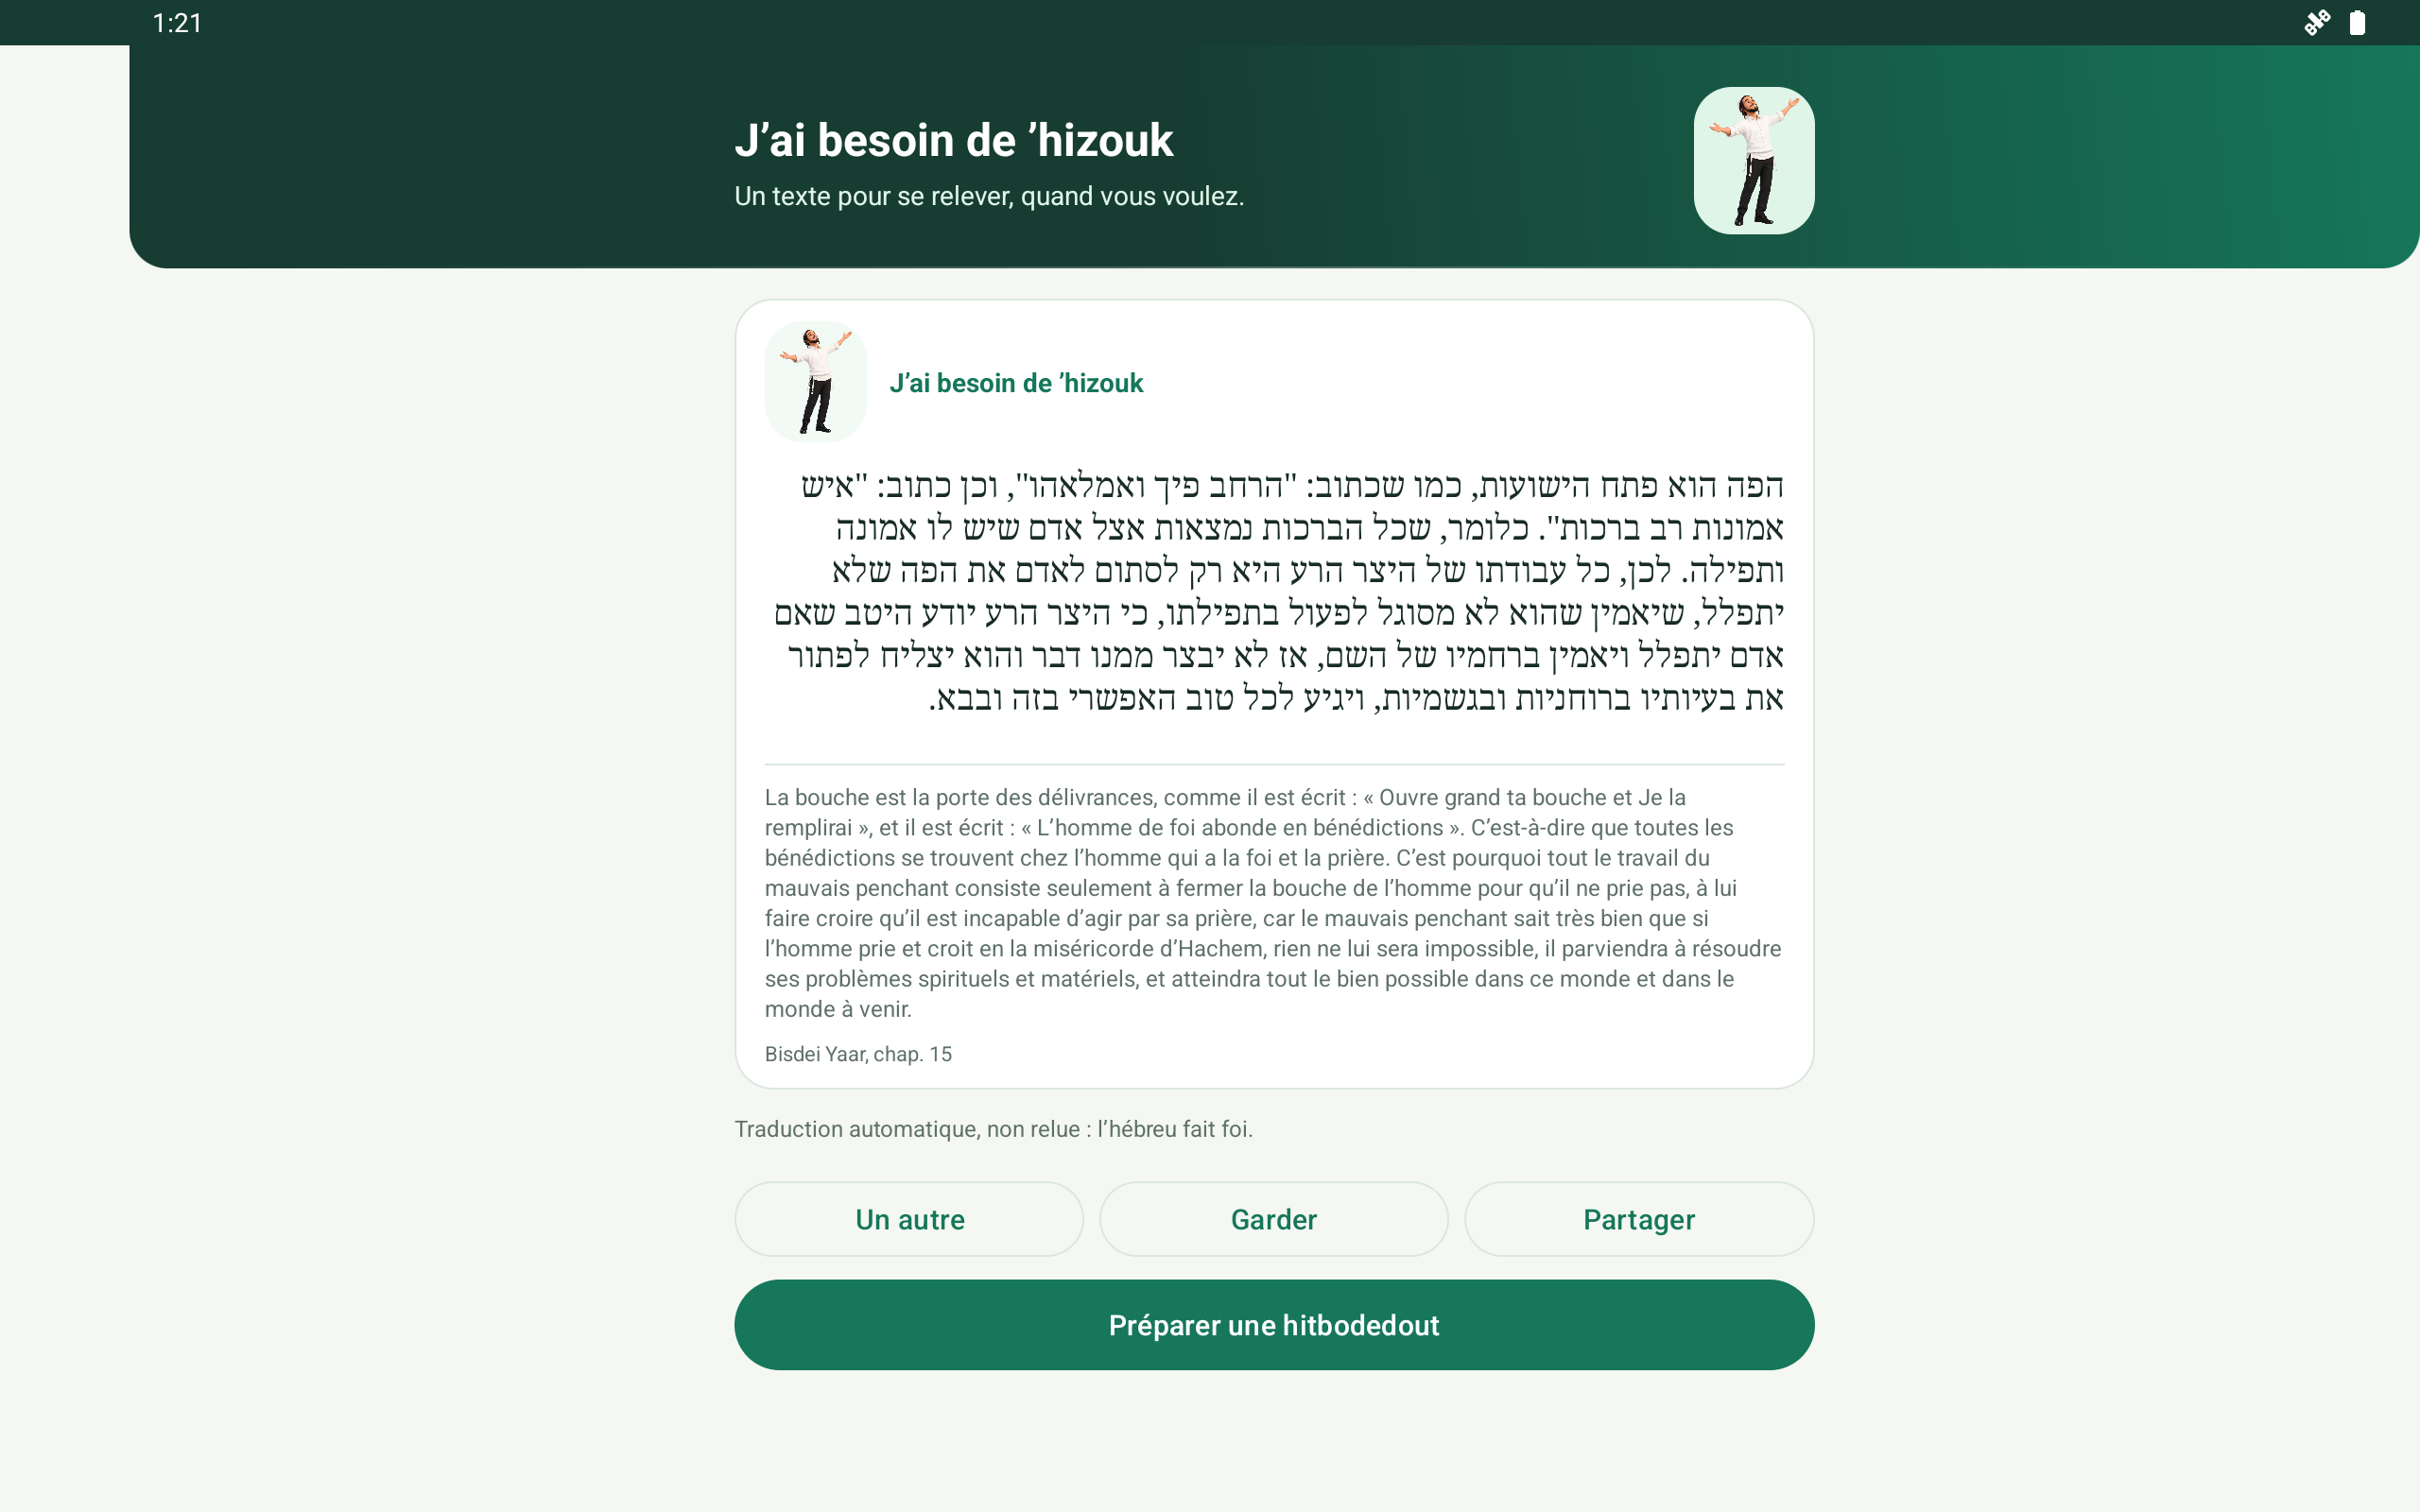 1:21
J’ai besoin de ’hizouk
Un texte pour se relever, quand vous voulez.
J’ai besoin de ’hizouk
הפה הוא פתח הישועות, כמו שכתוב: "הרחב פיך ואמלאהו", וכן כתוב: "איש
אמונות רב ברכות". כלומר, שכל הברכות נמצאות אצל אדם שיש לו אמונה
ותפילה. לכן, כל עבודתו של היצר הרע היא רק לסתום לאדם את הפה שלא
יתפלל, שיאמין שהוא לא מסוגל לפעול בתפילתו, כי היצר הרע יודע היטב שאם
אדם יתפלל ויאמין ברחמיו של השם, אז לא יבצר ממנו דבר והוא יצליח לפתור
את בעיותיו ברוחניות ובגשמיות, ויגיע לכל טוב האפשרי בזה ובבא.
La bouche est la porte des délivrances, comme il est écrit : « Ouvre grand ta bouche et Je la
remplirai », et il est écrit : « L’homme de foi abonde en bénédictions ». C’est-à-dire que toutes les
bénédictions se trouvent chez l’homme qui a la foi et la prière. C’est pourquoi tout le travail du
mauvais penchant consiste seulement à fermer la bouche de l’homme pour qu’il ne prie pas, à lui
faire croire qu’il est incapable d’agir par sa prière, car le mauvais penchant sait très bien que si
l’homme prie et croit en la miséricorde d’Hachem, rien ne lui sera impossible, il parviendra à résoudre
ses problèmes spirituels et matériels, et atteindra tout le bien possible dans ce monde et dans le
monde à venir.
Bisdei Yaar, chap. 15
Traduction automatique, non relue : l’hébreu fait foi.
Un autre
Garder
Partager
Préparer une hitbodedout